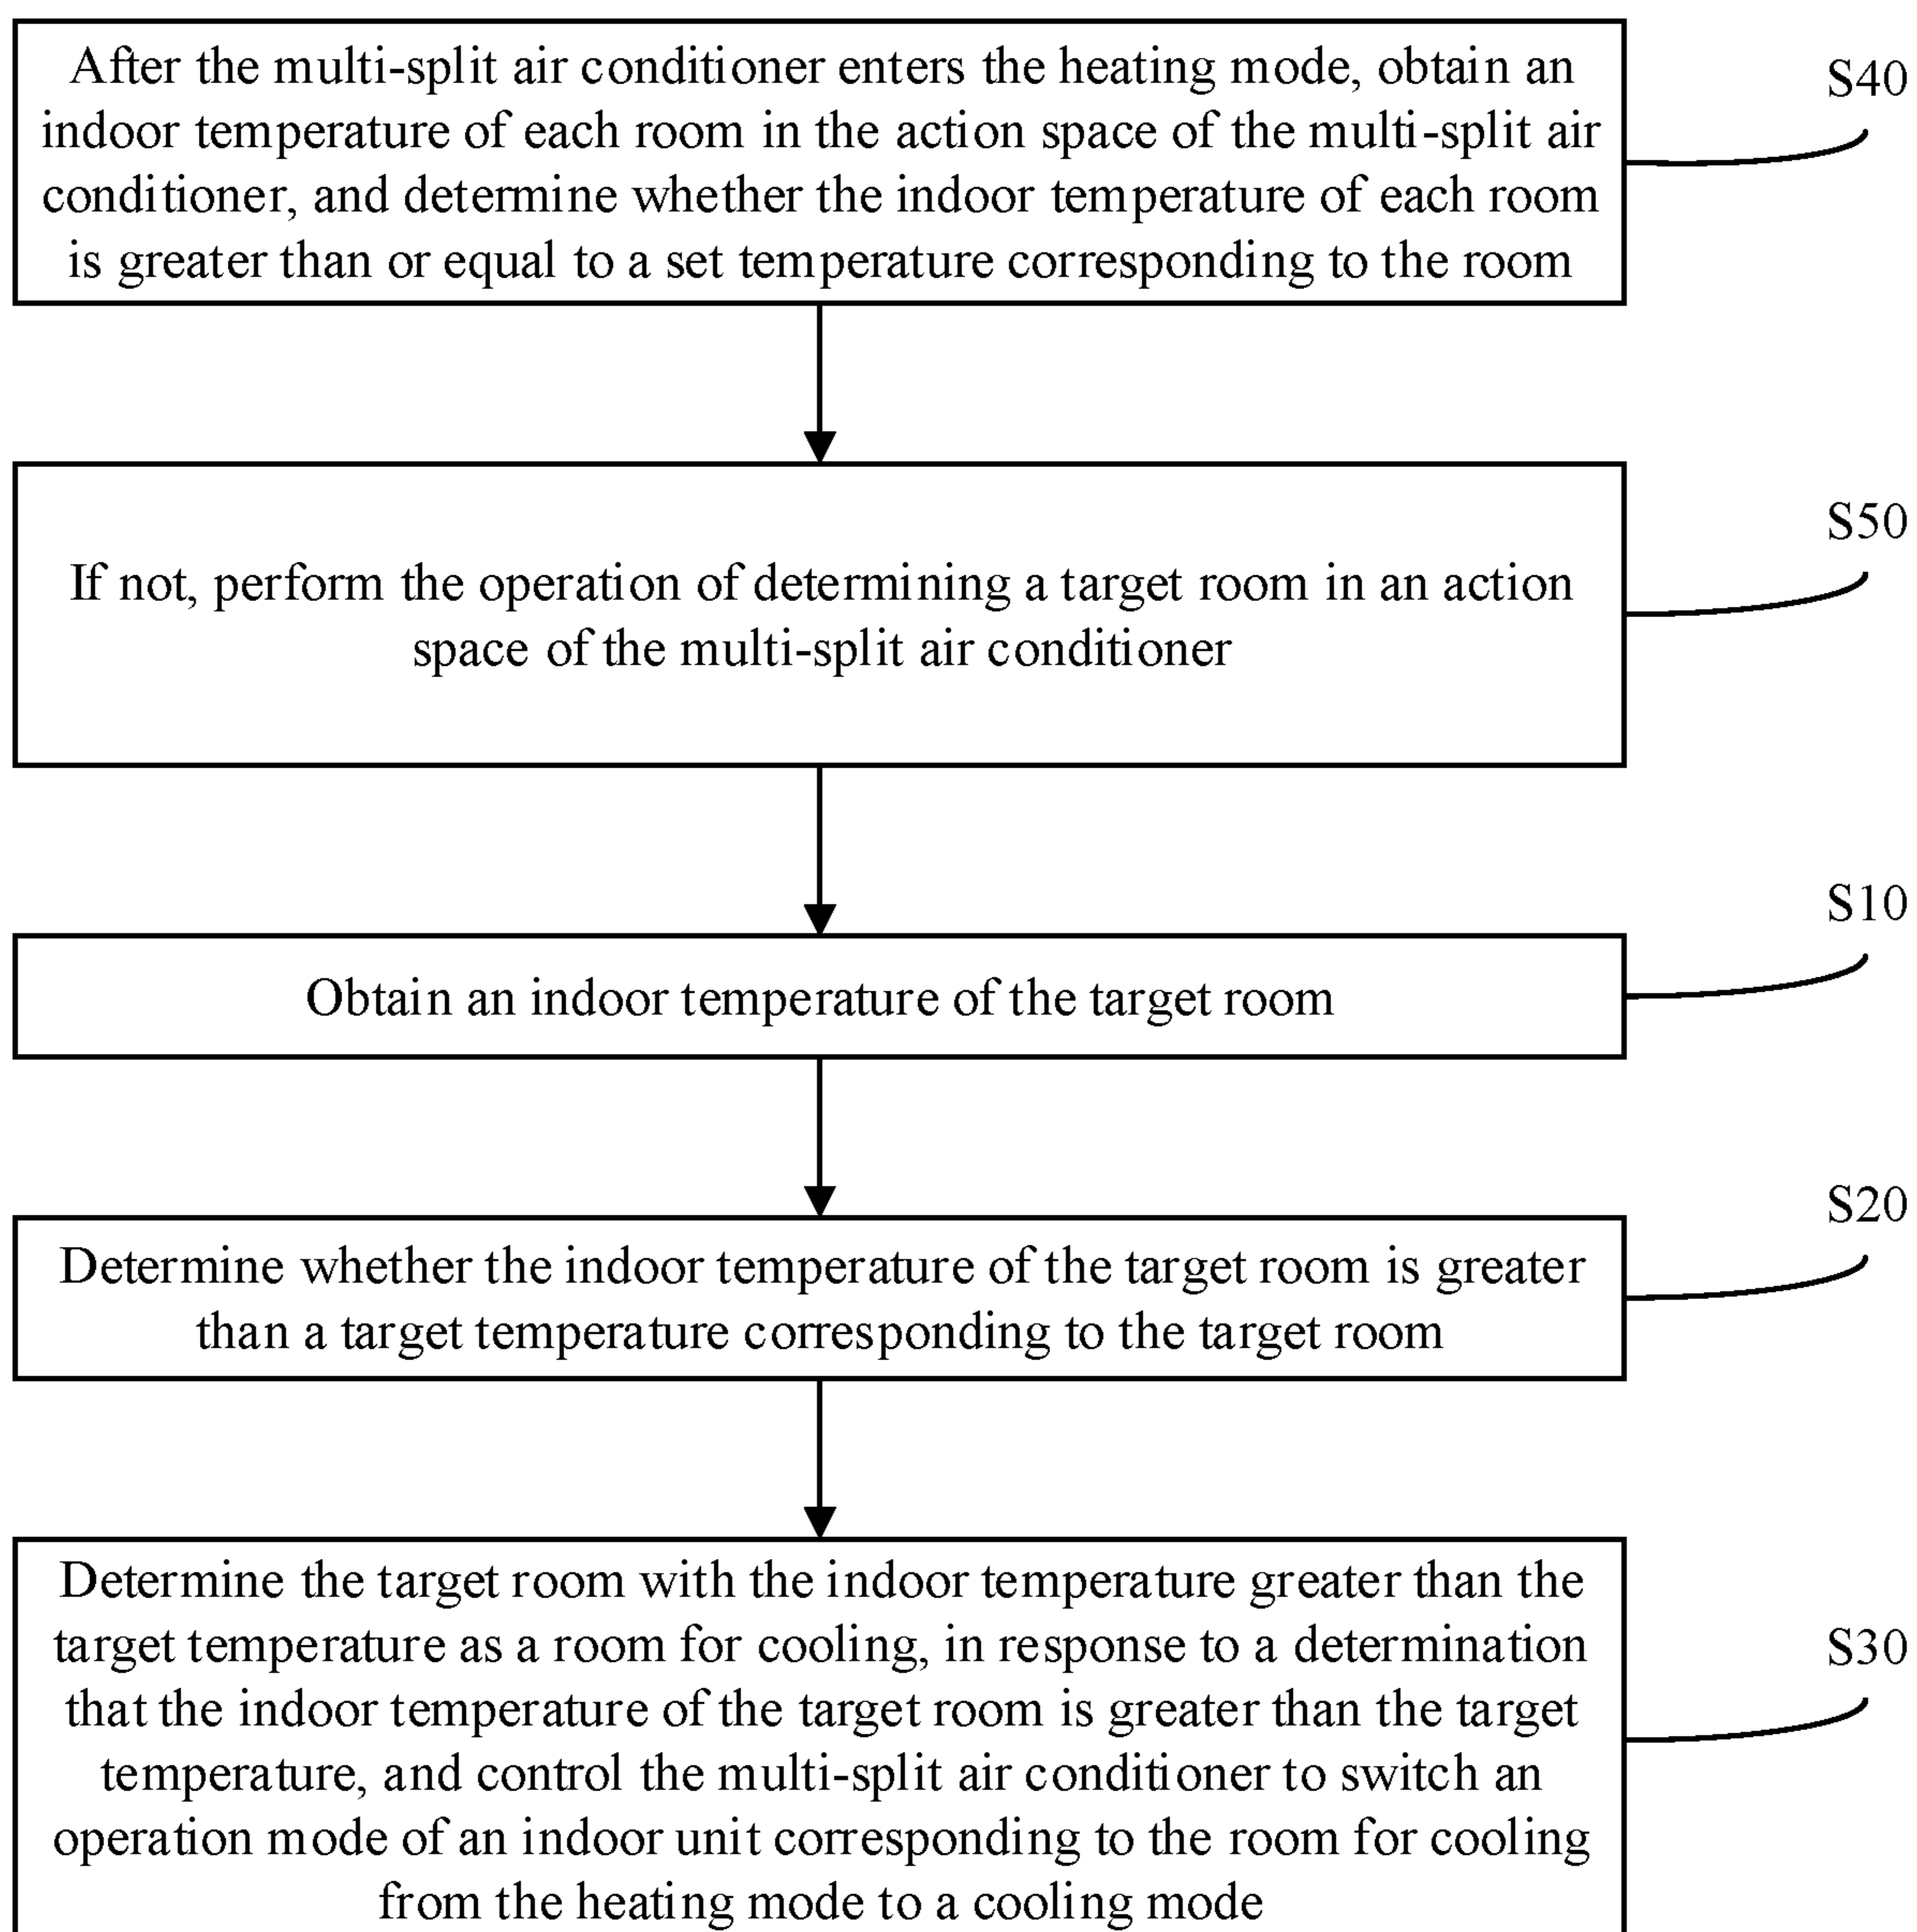 After the multi-split air conditioner enters the heating mode, obtain an
indoor temperature of each room in the action space of the multi-split air
conditioner, and determine whether the indoor temperature of each room
is greater than or equal to a set temperature corresponding to the room
S40
If not, perform the operation of determining a target room in an action
space of the multi-split air conditioner
S50
Obtain an indoor temperature of the target room
S10
Determine whether the indoor temperature of the target room is greater
than a target temperature corresponding to the target room
S20
Determine the target room with the indoor temperature greater than the
target temperature as a room for cooling, in response to a determination
that the indoor temperature of the target room is greater than the target
temperature, and control the multi-split air conditioner to switch an
operation mode of an indoor unit corresponding to the room for cooling
from the heating mode to a cooling mode
S30